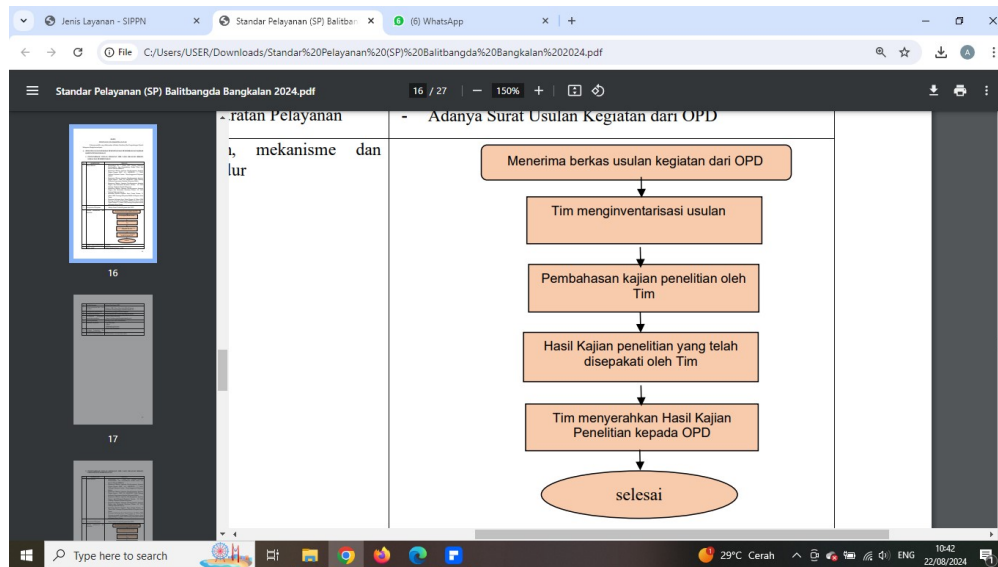 Jenis Layanan - SIPPN
Standar Pelayanan (SP) Balitban
(6) WhatsApp
File
C:/Users/USER/Downloads/Standar%20Pelayanan%20(SP)%20Balitbangda%20Bangkalan%202024.pdf
A
Standar Pelayanan (SP) Balitbangda Bangkalan 2024.pdf
16 / 27
150%
ratan Pelayanan
- Adanya Surat Usulan Kegiatan dari OPD
, mekanisme dan
lur
Menerima berkas usulan kegiatan dari OPD
Tim menginventarisasi usulan
Pembahasan kajian penelitian oleh
Tim
Hasil Kajian penelitian yang telah
disepakati oleh Tim
Tim menyerahkan Hasil Kajian
Penelitian kepada OPD
selesai
16
17
Type here to search
29°C Cerah
ENG
10:42
22/08/2024